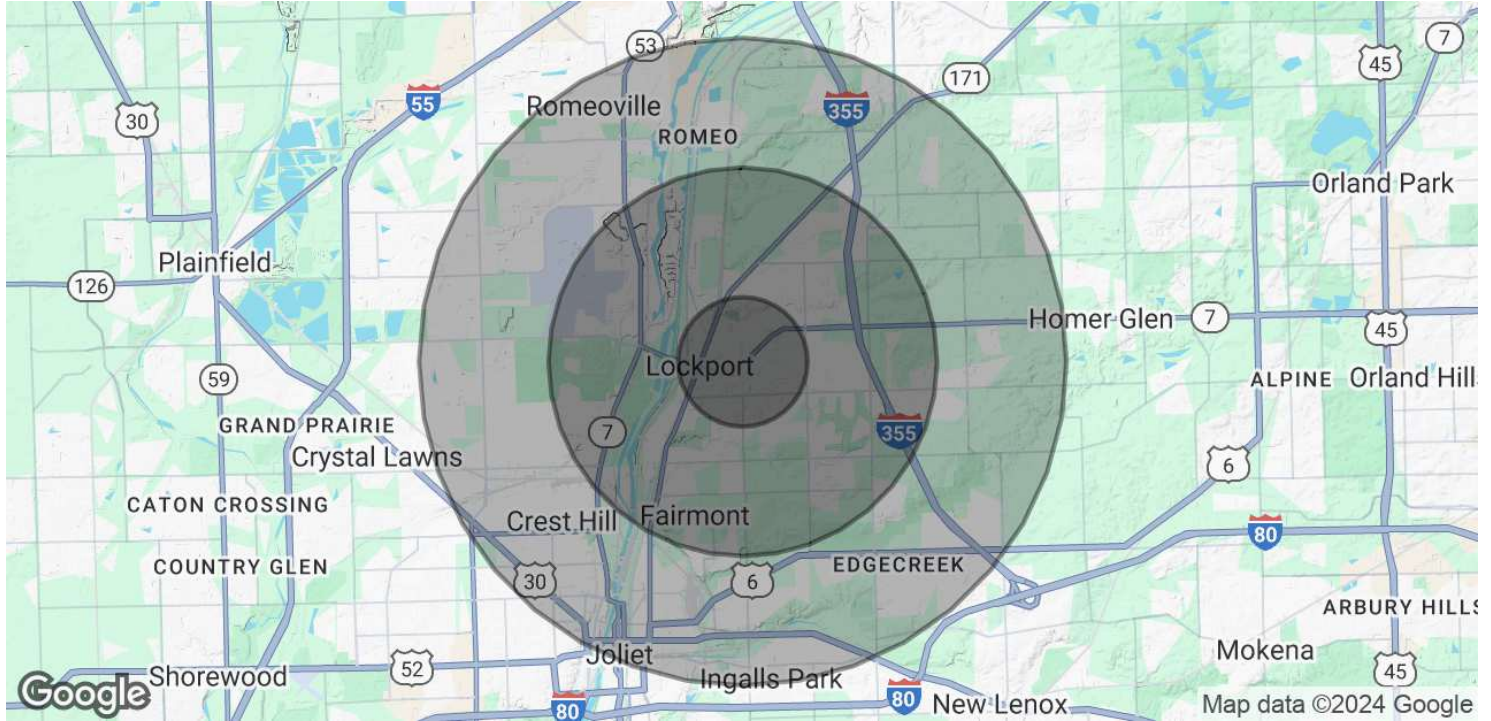 53
7
45
171
30
55
Romeoville
355
ROMEO
Orland Park
Plainfield
126
Homer Glen
7
45
Lockport
59
ALPINE
Orland Hill
GRAND PRAIRIE
7
355
Crystal Lawns
6
CATON CROSSING
Crest Hill
Fairmont
80
COUNTRY GLEN
30
6
EDGECREEK
ARBURY HILLS
Joliet
Mokena
52
45
Shorewood
Ingalls Park
Google
80
80
New Lenox
Map data ©2024 Google